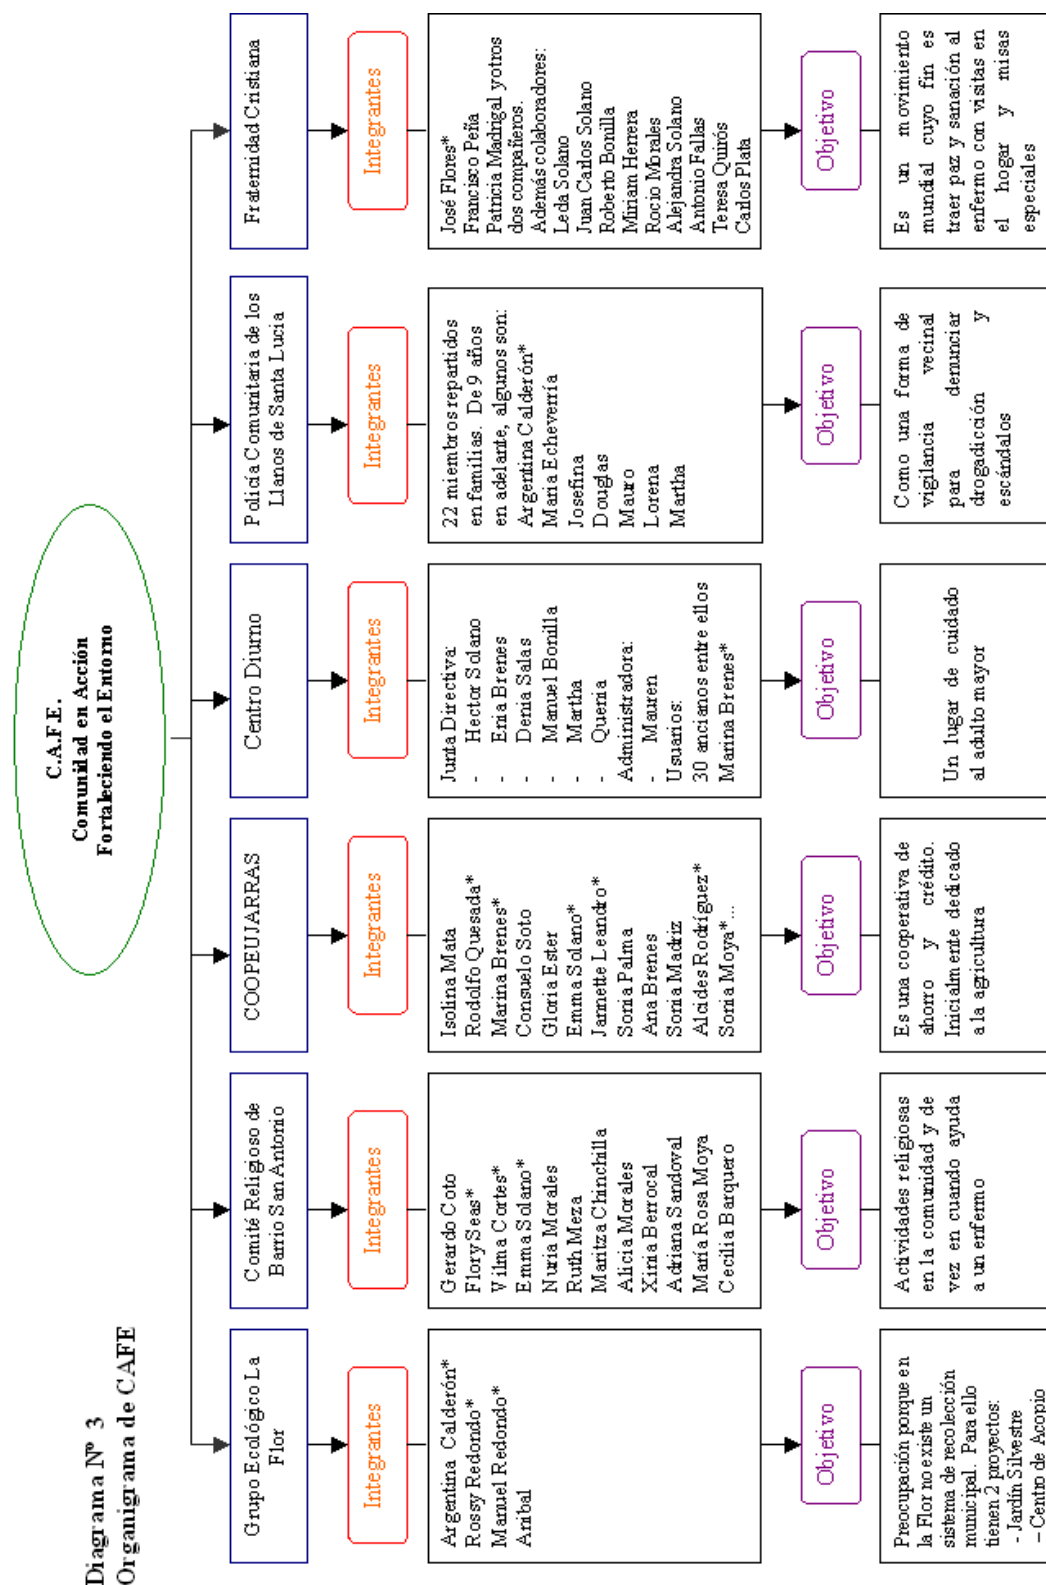 Diagrama Nº 3
Organigrama de CAFE
C.A.F.E.
Comunidad en Acción
Fortaleciendo el Entorno
Grupo Ecológico La
Flor
Integrantes
Argentina Calderón*
Rossy Redondo*
Manuel Redondo*
Anibal
Objetivo
Preocupación porque en
la Flor no existe un
sistema de recolección
municipal. Para ello
tienen 2 proyectos:
- Jardín Silvestre
– Centro de Acopio
Comité Religioso de
Barrio San Antonio
Integrantes
Gerardo Coto
Flory Seas*
Vilma Cortes*
Emma Solano*
Nuria Morales
Ruth Meza
Maritza Chinchilla
Alicia Morales
Xinia Berrocal
Adriana Sandoval
María Rosa Moya
Cecilia Barquero
Objetivo
Actividades religiosas
en la comunidad y de
vez en cuando ayuda
a un enfermo
COOPEUJARRAS
Integrantes
Isolina Mata
Rodolfo Quesada*
Marina Brenes*
Consuelo Soto
Gloria Ester
Emma Solano*
Jannette Leandro*
Sonia Palma
Ana Brenes
Sonia Madriz
Alcides Rodríguez*
Sonia Moya*...
Objetivo
Es una cooperativa de
ahorro y crédito.
Inicialmente dedicado
a la agricultura
Centro Diurno
Integrantes
Junta Directiva:
- Hector Solano
- Enia Brenes
- Denia Salas
- Manuel Bonilla
- Martha
- Quenia
Administradora:
- Mauren
Usuarios:
30 ancianos entre ellos
Marina Brenes*
Objetivo
Un lugar de cuidado
al adulto mayor
Policía Comunitaria de los
Llanos de Santa Lucia
Integrantes
22 miembros repartidos
en familias. De 9 años
en adelante, algunos son:
Argentina Calderón*
Maria Echeverría
Josefina
Douglas
Mauro
Lorena
Martha
Objetivo
Como una forma de
vigilancia vecinal
para denunciar
drogadicción y
escándalos
Fraternidad Cristiana
Integrantes
José Flores*
Francisco Peña
Patricia Madrigal y otros
dos compañeros.
Además colaboradores:
Leda Solano
Juan Carlos Solano
Roberto Bonilla
Miriam Herrera
Rocio Morales
Alejandra Solano
Antonio Fallas
Teresa Quirós
Carlos Plata
Objetivo
Es un movimiento
mundial cuyo fin es
traer paz y sanación al
enfermo con visitas en
el hogar y misas
especiales